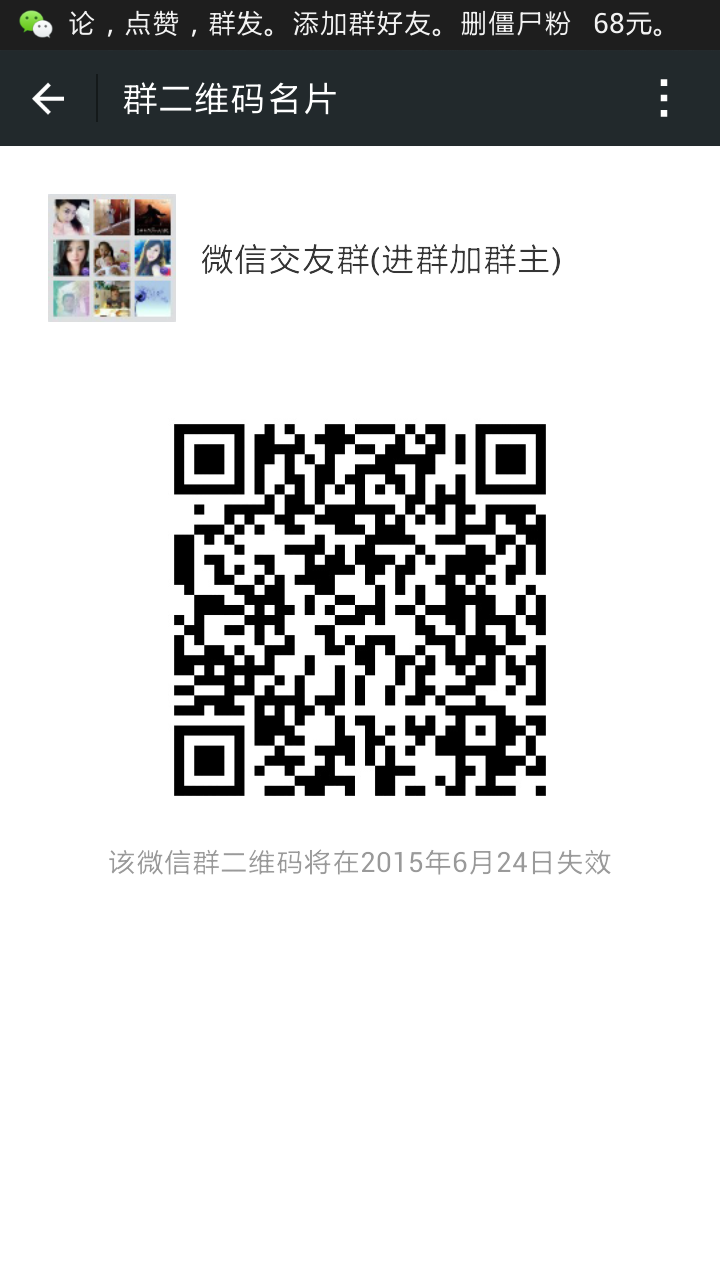 论，点赞，群发。添加群好友。删僵尸粉 68元。
群二维码名片
微信交友群(进群加群主)
该微信群二维码将在2015年6月24日失效